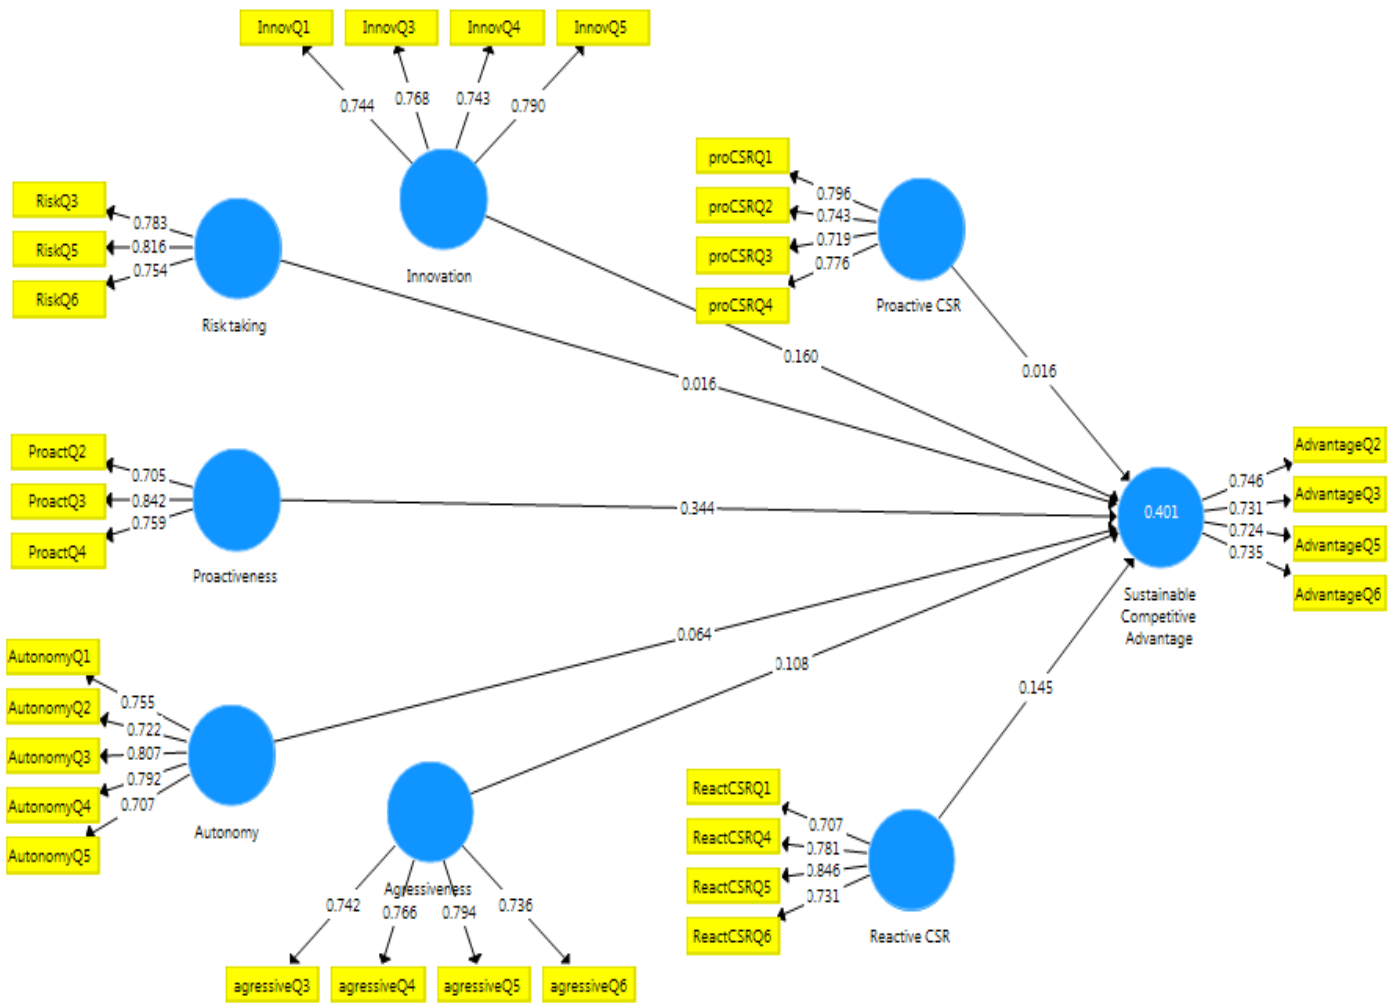 InnovQ1
InnovQ3
InnovQ4
InnovQ5
0.744
0.768
0.743
0.790
Innovation
RiskQ3
RiskQ5
RiskQ6
0.783
0.816
0.754
Risk taking
proCSRQ1
proCSRQ2
proCSRQ3
proCSRQ4
0.796
0.743
0.719
0.776
Proactive CSR
0.160
0.016
0.016
ProactQ2
ProactQ3
ProactQ4
0.705
0.842
0.759
Proactiveness
0.344
0.401
Sustainable
Competitive
Advantage
0.746
0.731
0.724
0.735
AdvantageQ2
AdvantageQ3
AdvantageQ5
AdvantageQ6
AutonomyQ1
AutonomyQ2
AutonomyQ3
AutonomyQ4
AutonomyQ5
0.755
0.722
0.807
0.792
0.707
Autonomy
0.064
0.108
0.145
Agressiveness
0.742
0.766
0.794
0.736
agressiveQ3
agressiveQ4
agressiveQ5
agressiveQ6
ReactCSRQ1
ReactCSRQ4
ReactCSRQ5
ReactCSRQ6
0.707
0.781
0.846
0.731
Reactive CSR